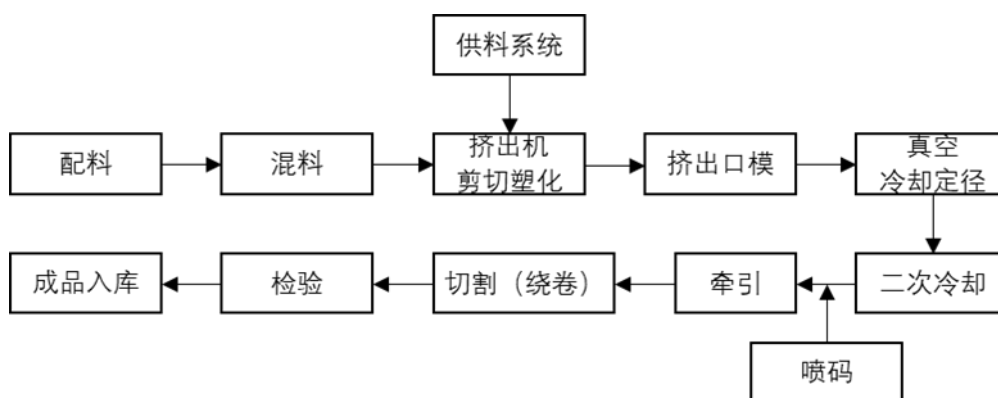 供料系统
配料
混料
挤出机
剪切塑化
挤出口模
真空
冷却定径
成品入库
检验
切割（绕卷）
牵引
二次冷却
喷码